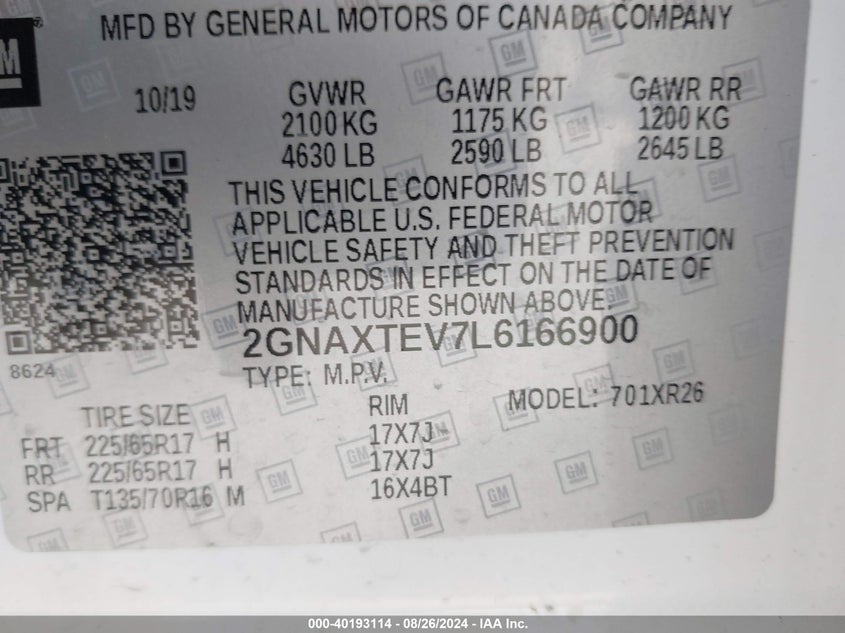 MFD BY GENERAL MOTORS OF CANADA COMPANY
GM ®
10/19 GVWR GAWR FRT GAWR RR
2100 KG 1175 KG 1200 KG
4630 LB 2590 LB 2645 LB
THIS VEHICLE CONFORMS TO ALL
APPLICABLE U.S. FEDERAL MOTOR
VEHICLE SAFETY AND THEFT PREVENTION
STANDARDS IN EFFECT ON THE DATE OF
MANUFACTURE SHOWN ABOVE.
2GNAXTEV7L6166900
8624
TYPE: M.P.V.
TIRE SIZE RIM MODEL: 701XR26
FRT 225/65R17 H 17X7J
RR 225/65R17 H 17X7J
SPA T135/70R16 M 16X4BT
000-40193114 | 08/26/2024 - IAA Inc.